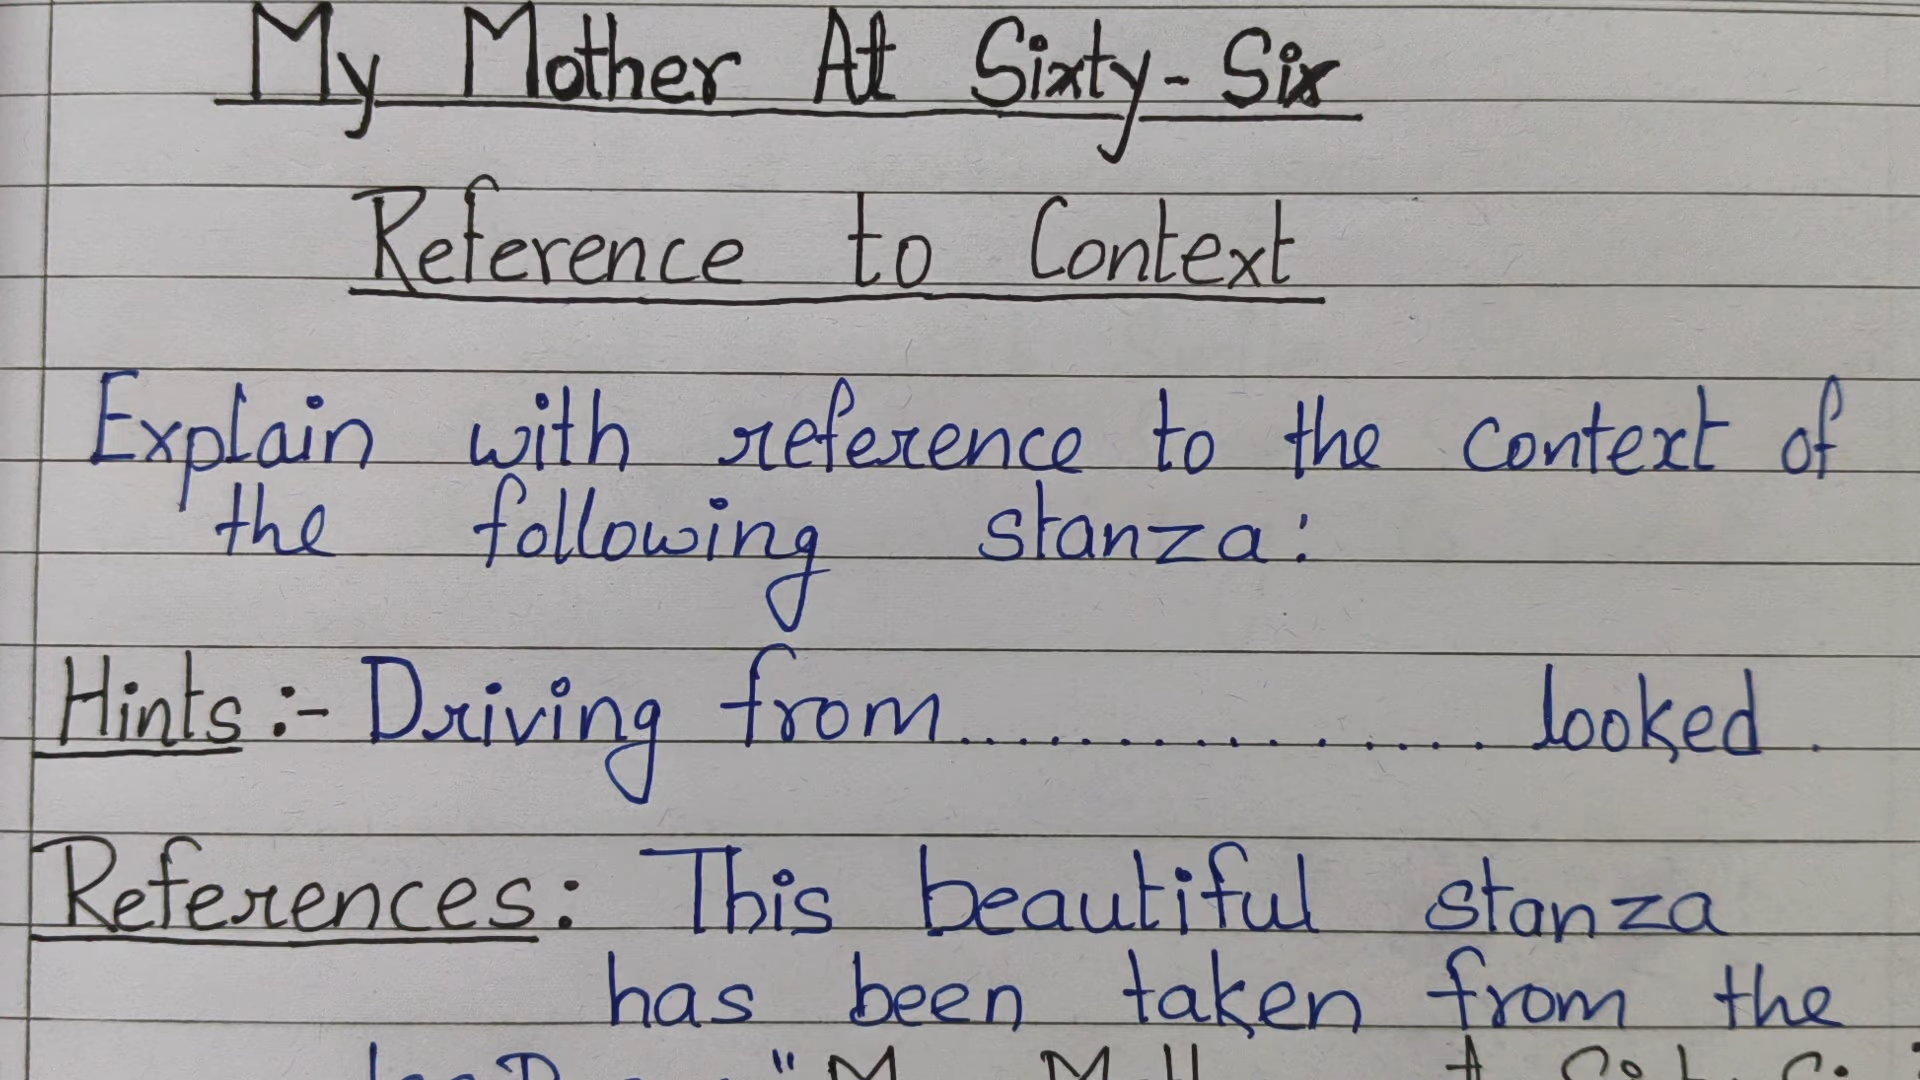 My Mother At Sixty-Six
Reference to Context
Explain with reference to the context of
the following stanza:
Hints :- Driving from.................. looked.
References: This beautiful stanza
has been taken from the